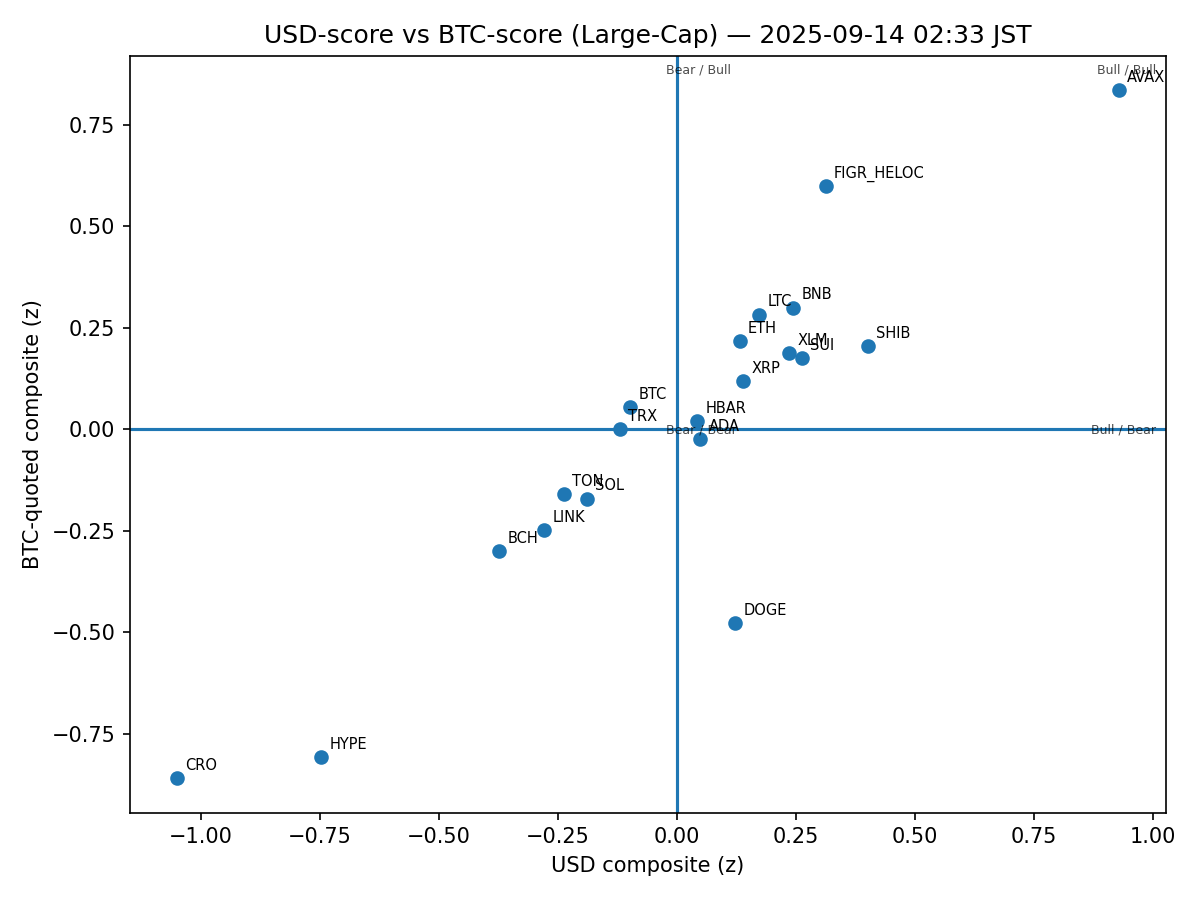 USD-score vs BTC-score (Large-Cap) — 2025-09-14 02:33 JST
Bear / Bull
Bull / Bull
AVAX
FIGR_HELOC
BNB
LTC
ETH
SHIB
XLM
SUI
XRP
BTC
HBAR
TRX
ADA
Bear / Bear
Bull / Bear
TON
SOL
LINK
BCH
DOGE
HYPE
CRO
0.75
0.50
0.25
0.00
−0.25
−0.50
−0.75
BTC-quoted composite (z)
−1.00
−0.75
−0.50
−0.25
0.00
0.25
0.50
0.75
1.00
USD composite (z)